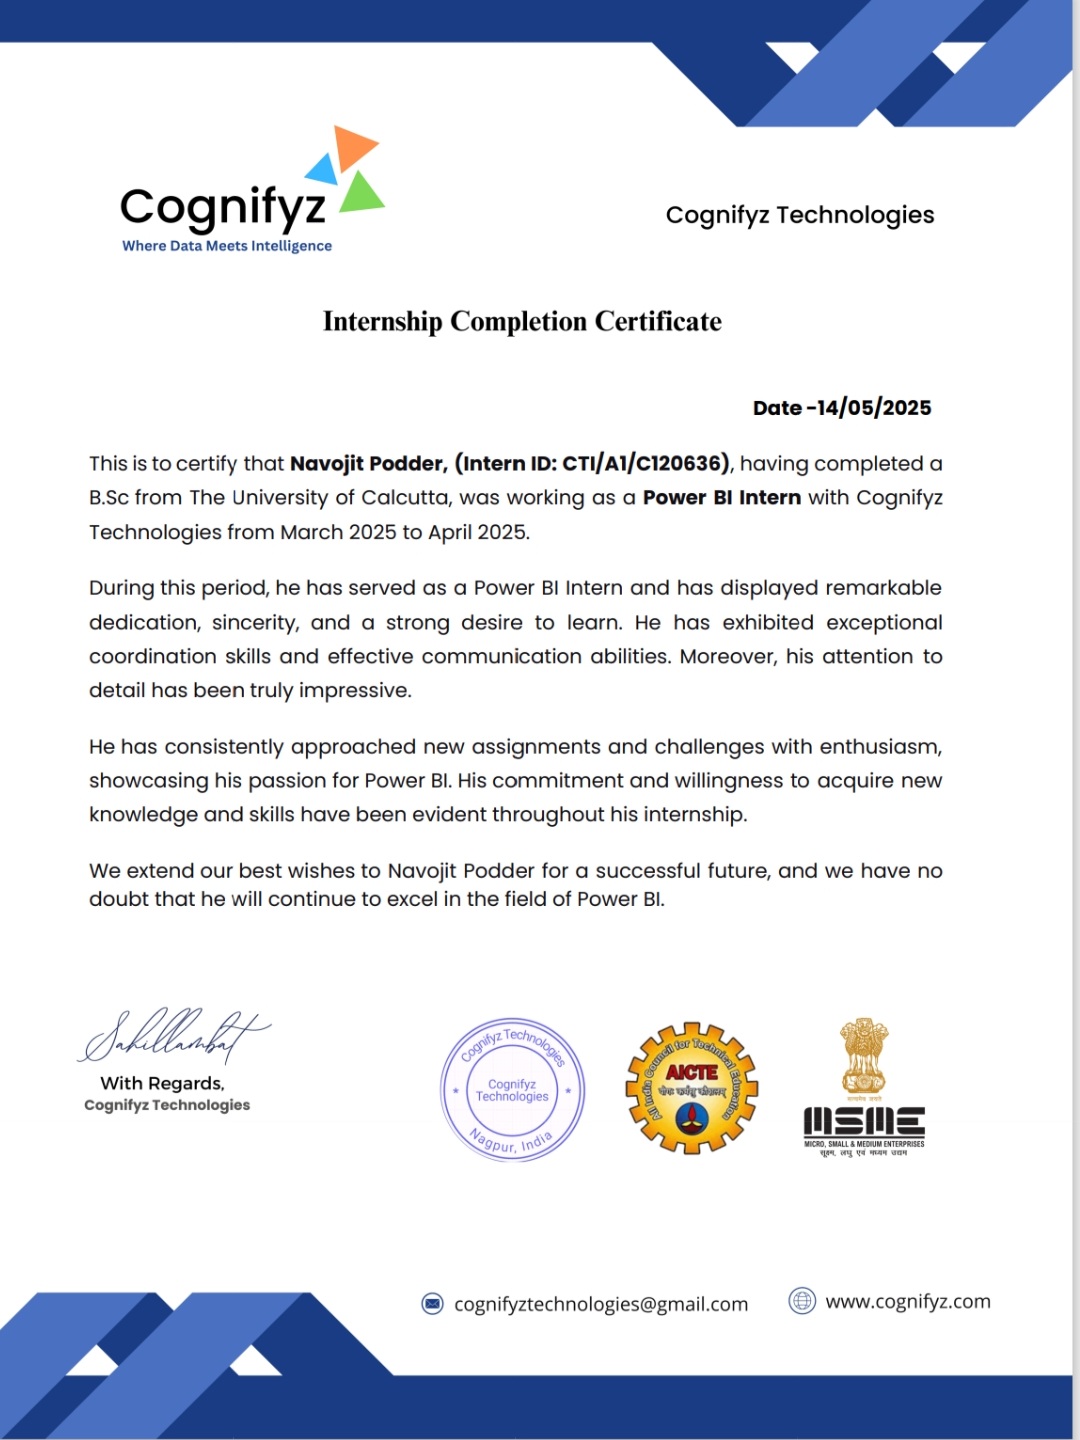 Cognifyz
Where Data Meets Intelligence
Cognifyz Technologies
Internship Completion Certificate
Date -14/05/2025
This is to certify that Navojit Podder, (Intern ID: CTI/A1/C120636), having completed a
B.Sc from The University of Calcutta, was working as a Power BI Intern with Cognifyz
Technologies from March 2025 to April 2025.
During this period, he has served as a Power BI Intern and has displayed remarkable
dedication, sincerity, and a strong desire to learn. He has exhibited exceptional
coordination skills and effective communication abilities. Moreover, his attention to
detail has been truly impressive.
He has consistently approached new assignments and challenges with enthusiasm,
showcasing his passion for Power BI. His commitment and willingness to acquire new
knowledge and skills have been evident throughout his internship.
We extend our best wishes to Navojit Podder for a successful future, and we have no
doubt that he will continue to excel in the field of Power BI.
Sahillambat
With Regards,
Cognifyz Technologies
Cognifyz Technologies
Cognifyz
Technologies
Nagpur, India
All India Council for Technical Education
AICTE
योगः कर्मसु कौशलम्
सत्यमेव जयते
MSME
MICRO, SMALL & MEDIUM ENTERPRISES
सूक्ष्म, लघु एवं मध्यम उद्यम
cognifyztechnologies@gmail.com
www.cognifyz.com